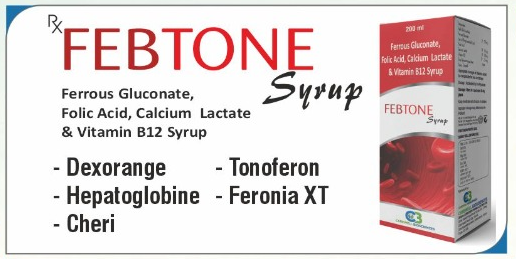 Rx
FEBTONE
Syrup
Ferrous Gluconate,
Folic Acid, Calcium Lactate
& Vitamin B12 Syrup
- Dexorange
- Tonoferon
- Hepatoglobine
- Feronia XT
- Cheri
200 ml
Ferrous Gluconate,
Folic Acid, Calcium Lactate
& Vitamin B12 Syrup
FEBTONE
Syrup